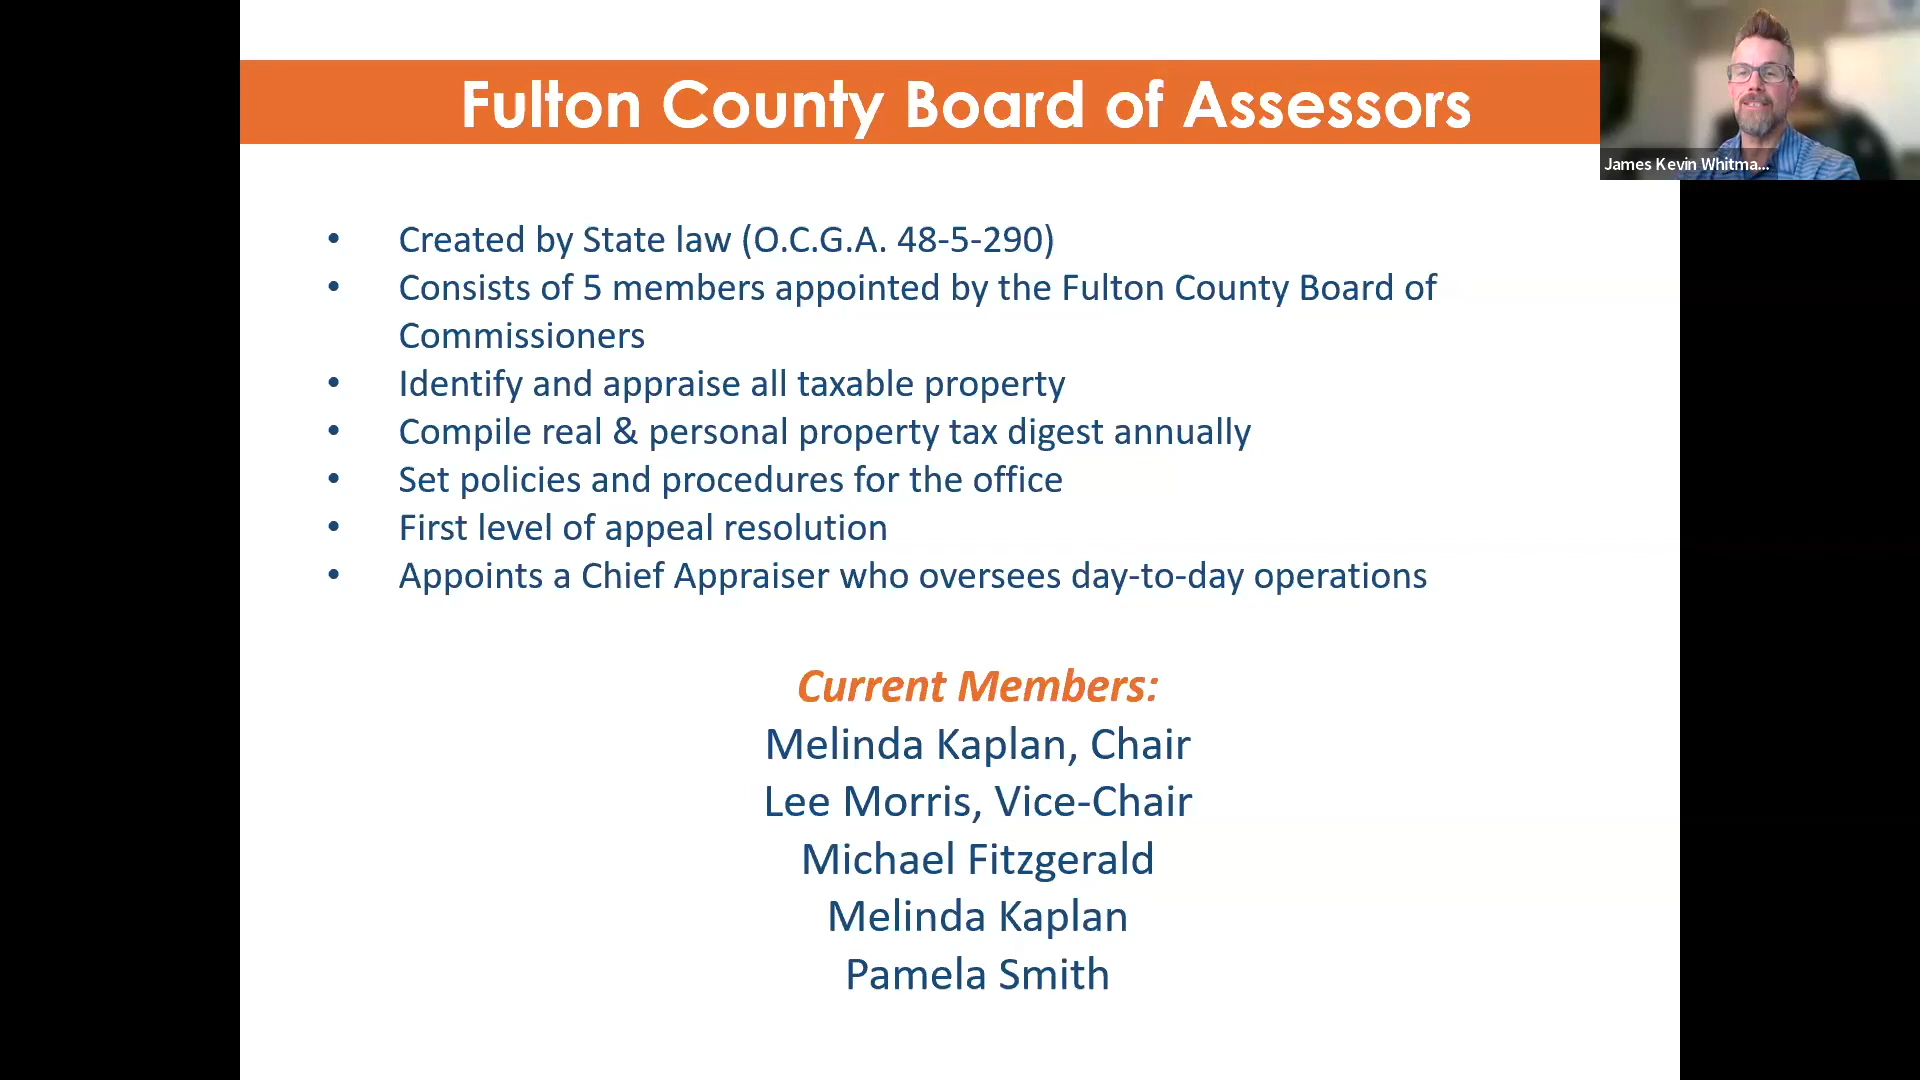 Fulton County Board of Assessors
James Kevin Whitma...
• Created by State law (O.C.G.A. 48-5-290)
• Consists of 5 members appointed by the Fulton County Board of
Commissioners
• Identify and appraise all taxable property
• Compile real & personal property tax digest annually
• Set policies and procedures for the office
• First level of appeal resolution
• Appoints a Chief Appraiser who oversees day-to-day operations
Current Members:
Melinda Kaplan, Chair
Lee Morris, Vice-Chair
Michael Fitzgerald
Melinda Kaplan
Pamela Smith